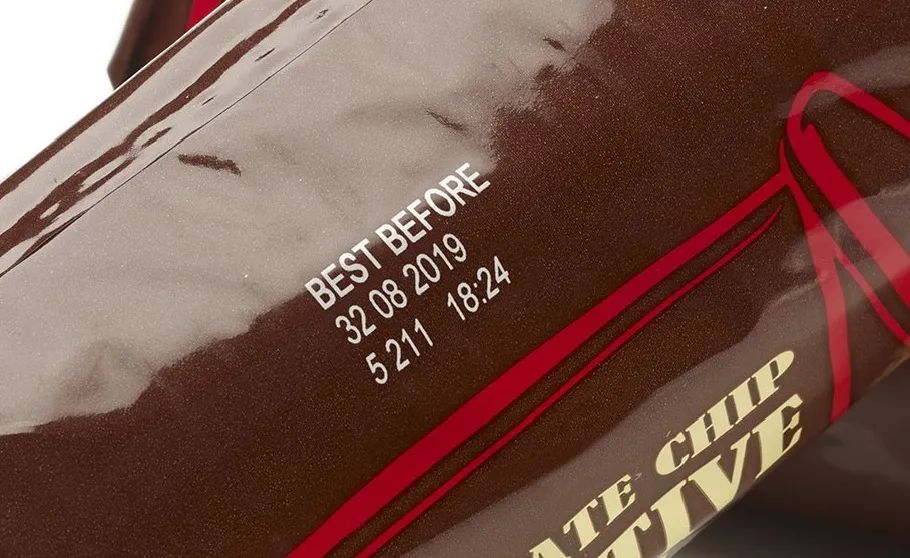 BEST BEFORE
32 08 2019
5 211 18:24
ATE CHIP
TIVE